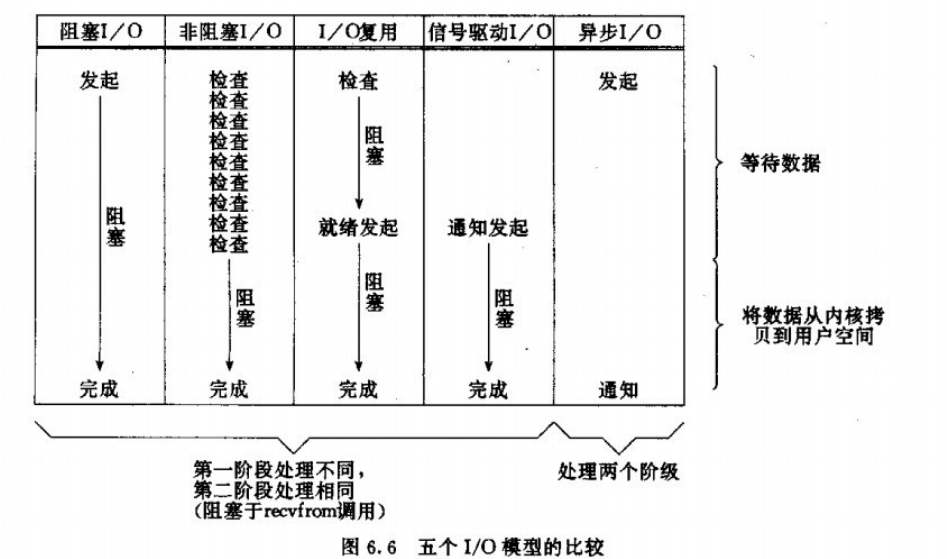 阻塞I/O 非阻塞I/O I/O复用 信号驱动I/O 异步I/O
发起 检查 检查 发起
检查
检查
检查
检查
检查
检查
检查
检查
阻塞
阻塞
就绪发起 通知发起
阻塞
阻塞
阻塞
完成 完成 完成 完成 通知
等待数据
将数据从内核拷
贝到用户空间
第一阶段处理不同,
第二阶段处理相同
(阻塞于recvfrom调用)
处理两个阶级
图 6.6 五个 I/O 模型的比较